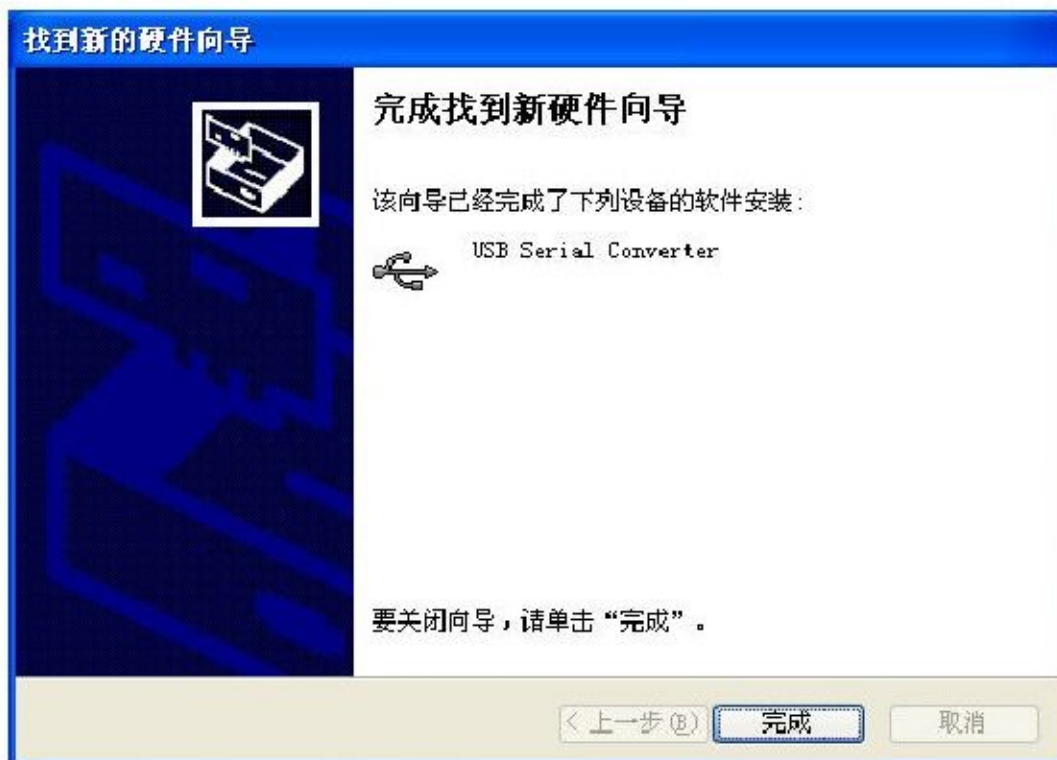 找到新的硬件向导
完成找到新硬件向导
该向导已经完成了下列设备的软件安装:
USB Serial Converter
要关闭向导，请单击“完成”。
< 上一步(B)
完成
取消